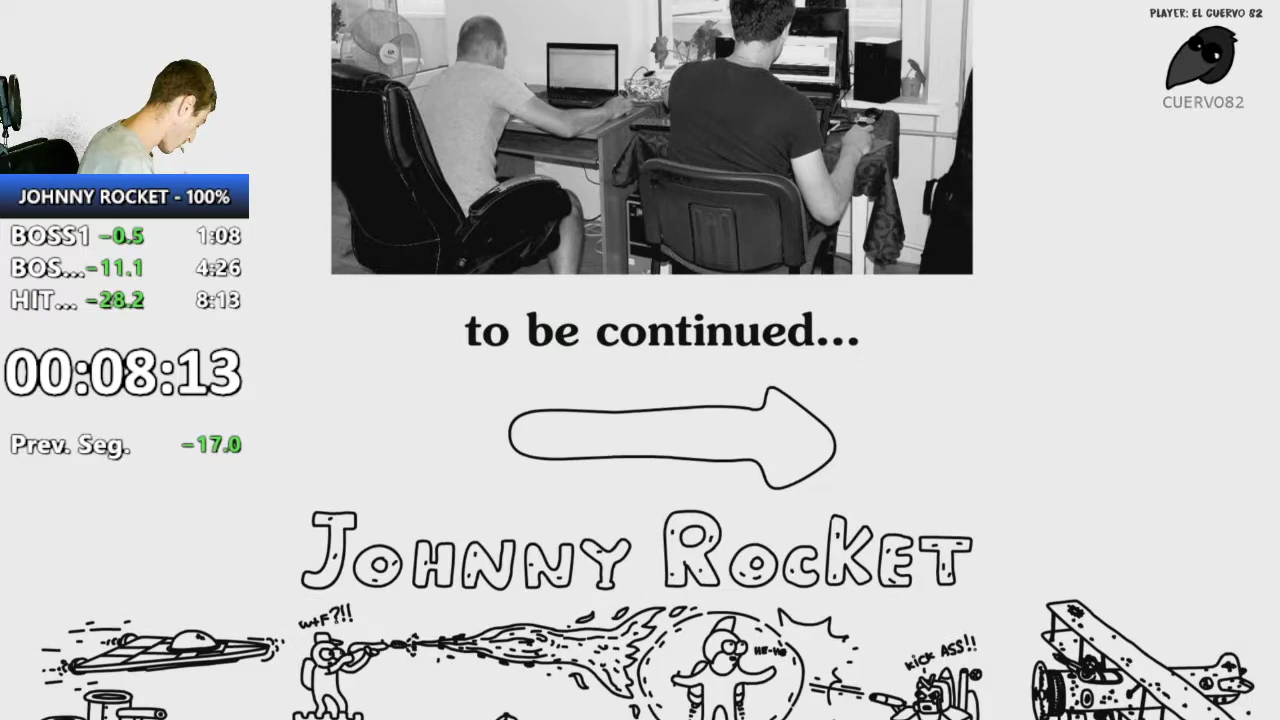 PLAYER: EL CUERVO 82
CUERVO82
JOHNNY ROCKET - 100%
BOSS1 -0.5 1:08
BOS...-11.1 4:26
HIT... -28.2 8:13
00:08:13
Prev. Seg. -17.0
to be continued...
JOHNNY ROCKET
WTF?!!
HE-HE
KICK ASS!!